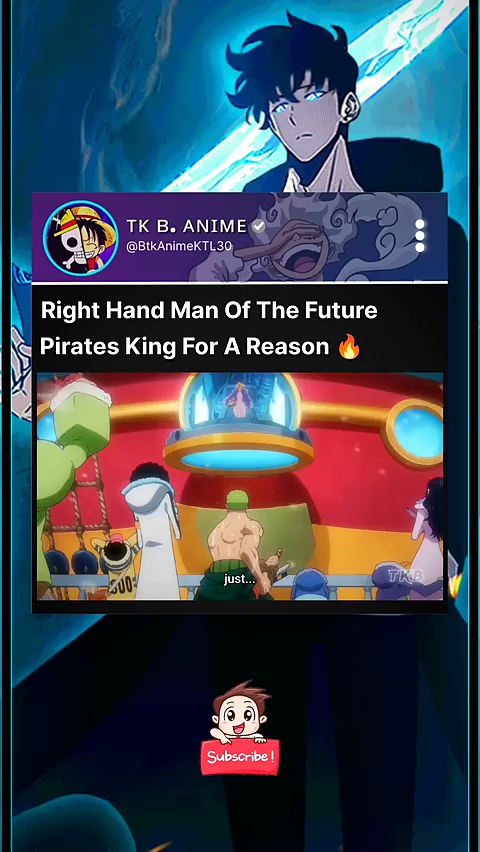 TK B. ANIME
@BtkAnimeKTL30
Right Hand Man Of The Future
Pirates King For A Reason 🔥
just...
TKB
Subscribe!